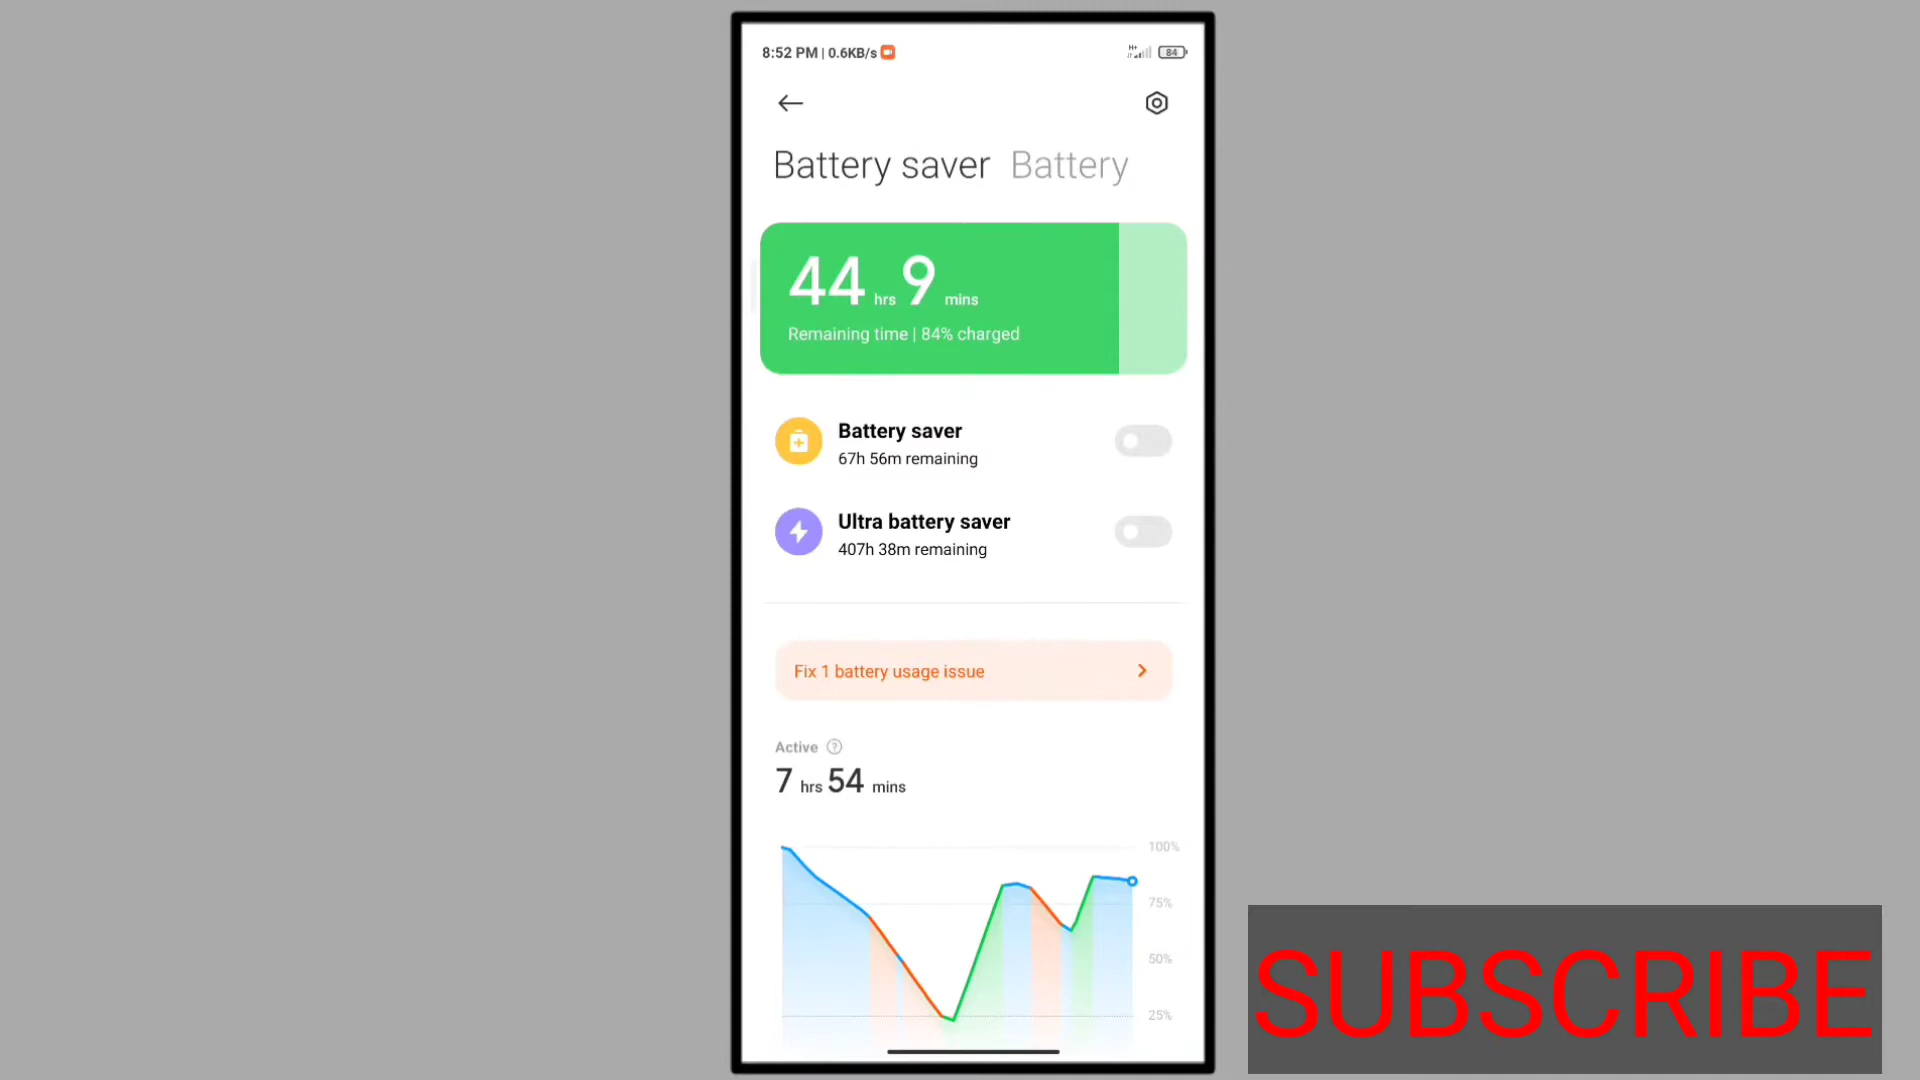 8:52 PM | 0.6KB/s
H+
84
Battery saver Battery
44 hrs 9 mins
Remaining time | 84% charged
Battery saver
67h 56m remaining
Ultra battery saver
407h 38m remaining
Fix 1 battery usage issue
Active ?
7 hrs 54 mins
100%
75%
50%
25%
SUBSCRIBE